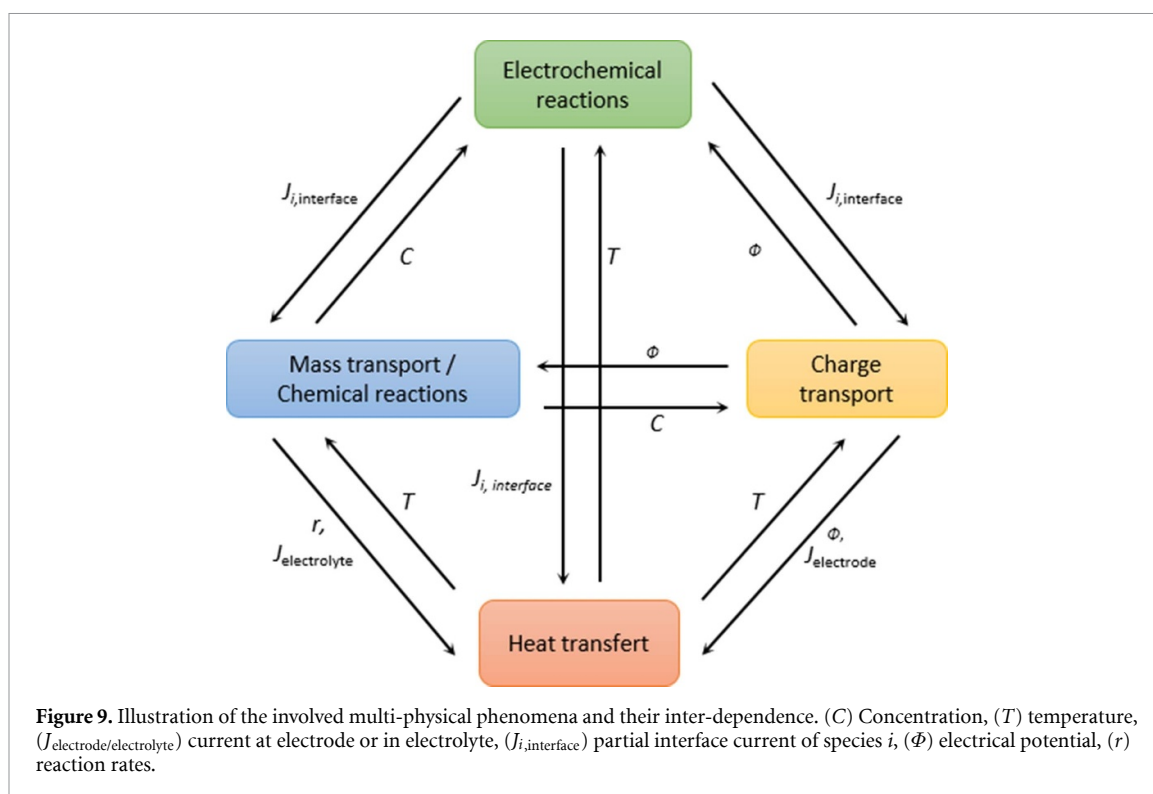 Electrochemical
reactions
J_i,interface
J_i,interface
C
T
Φ
Mass transport /
Chemical reactions
Φ
Charge
transport
C
J_i, interface
T
T
r,
J_electrolyte
Φ,
J_electrode
Heat transfert
Figure 9. Illustration of the involved multi-physical phenomena and their inter-dependence. (C) Concentration, (T) temperature,
(J_electrode/electrolyte) current at electrode or in electrolyte, (J_i,interface) partial interface current of species i, (Φ) electrical potential, (r)
reaction rates.